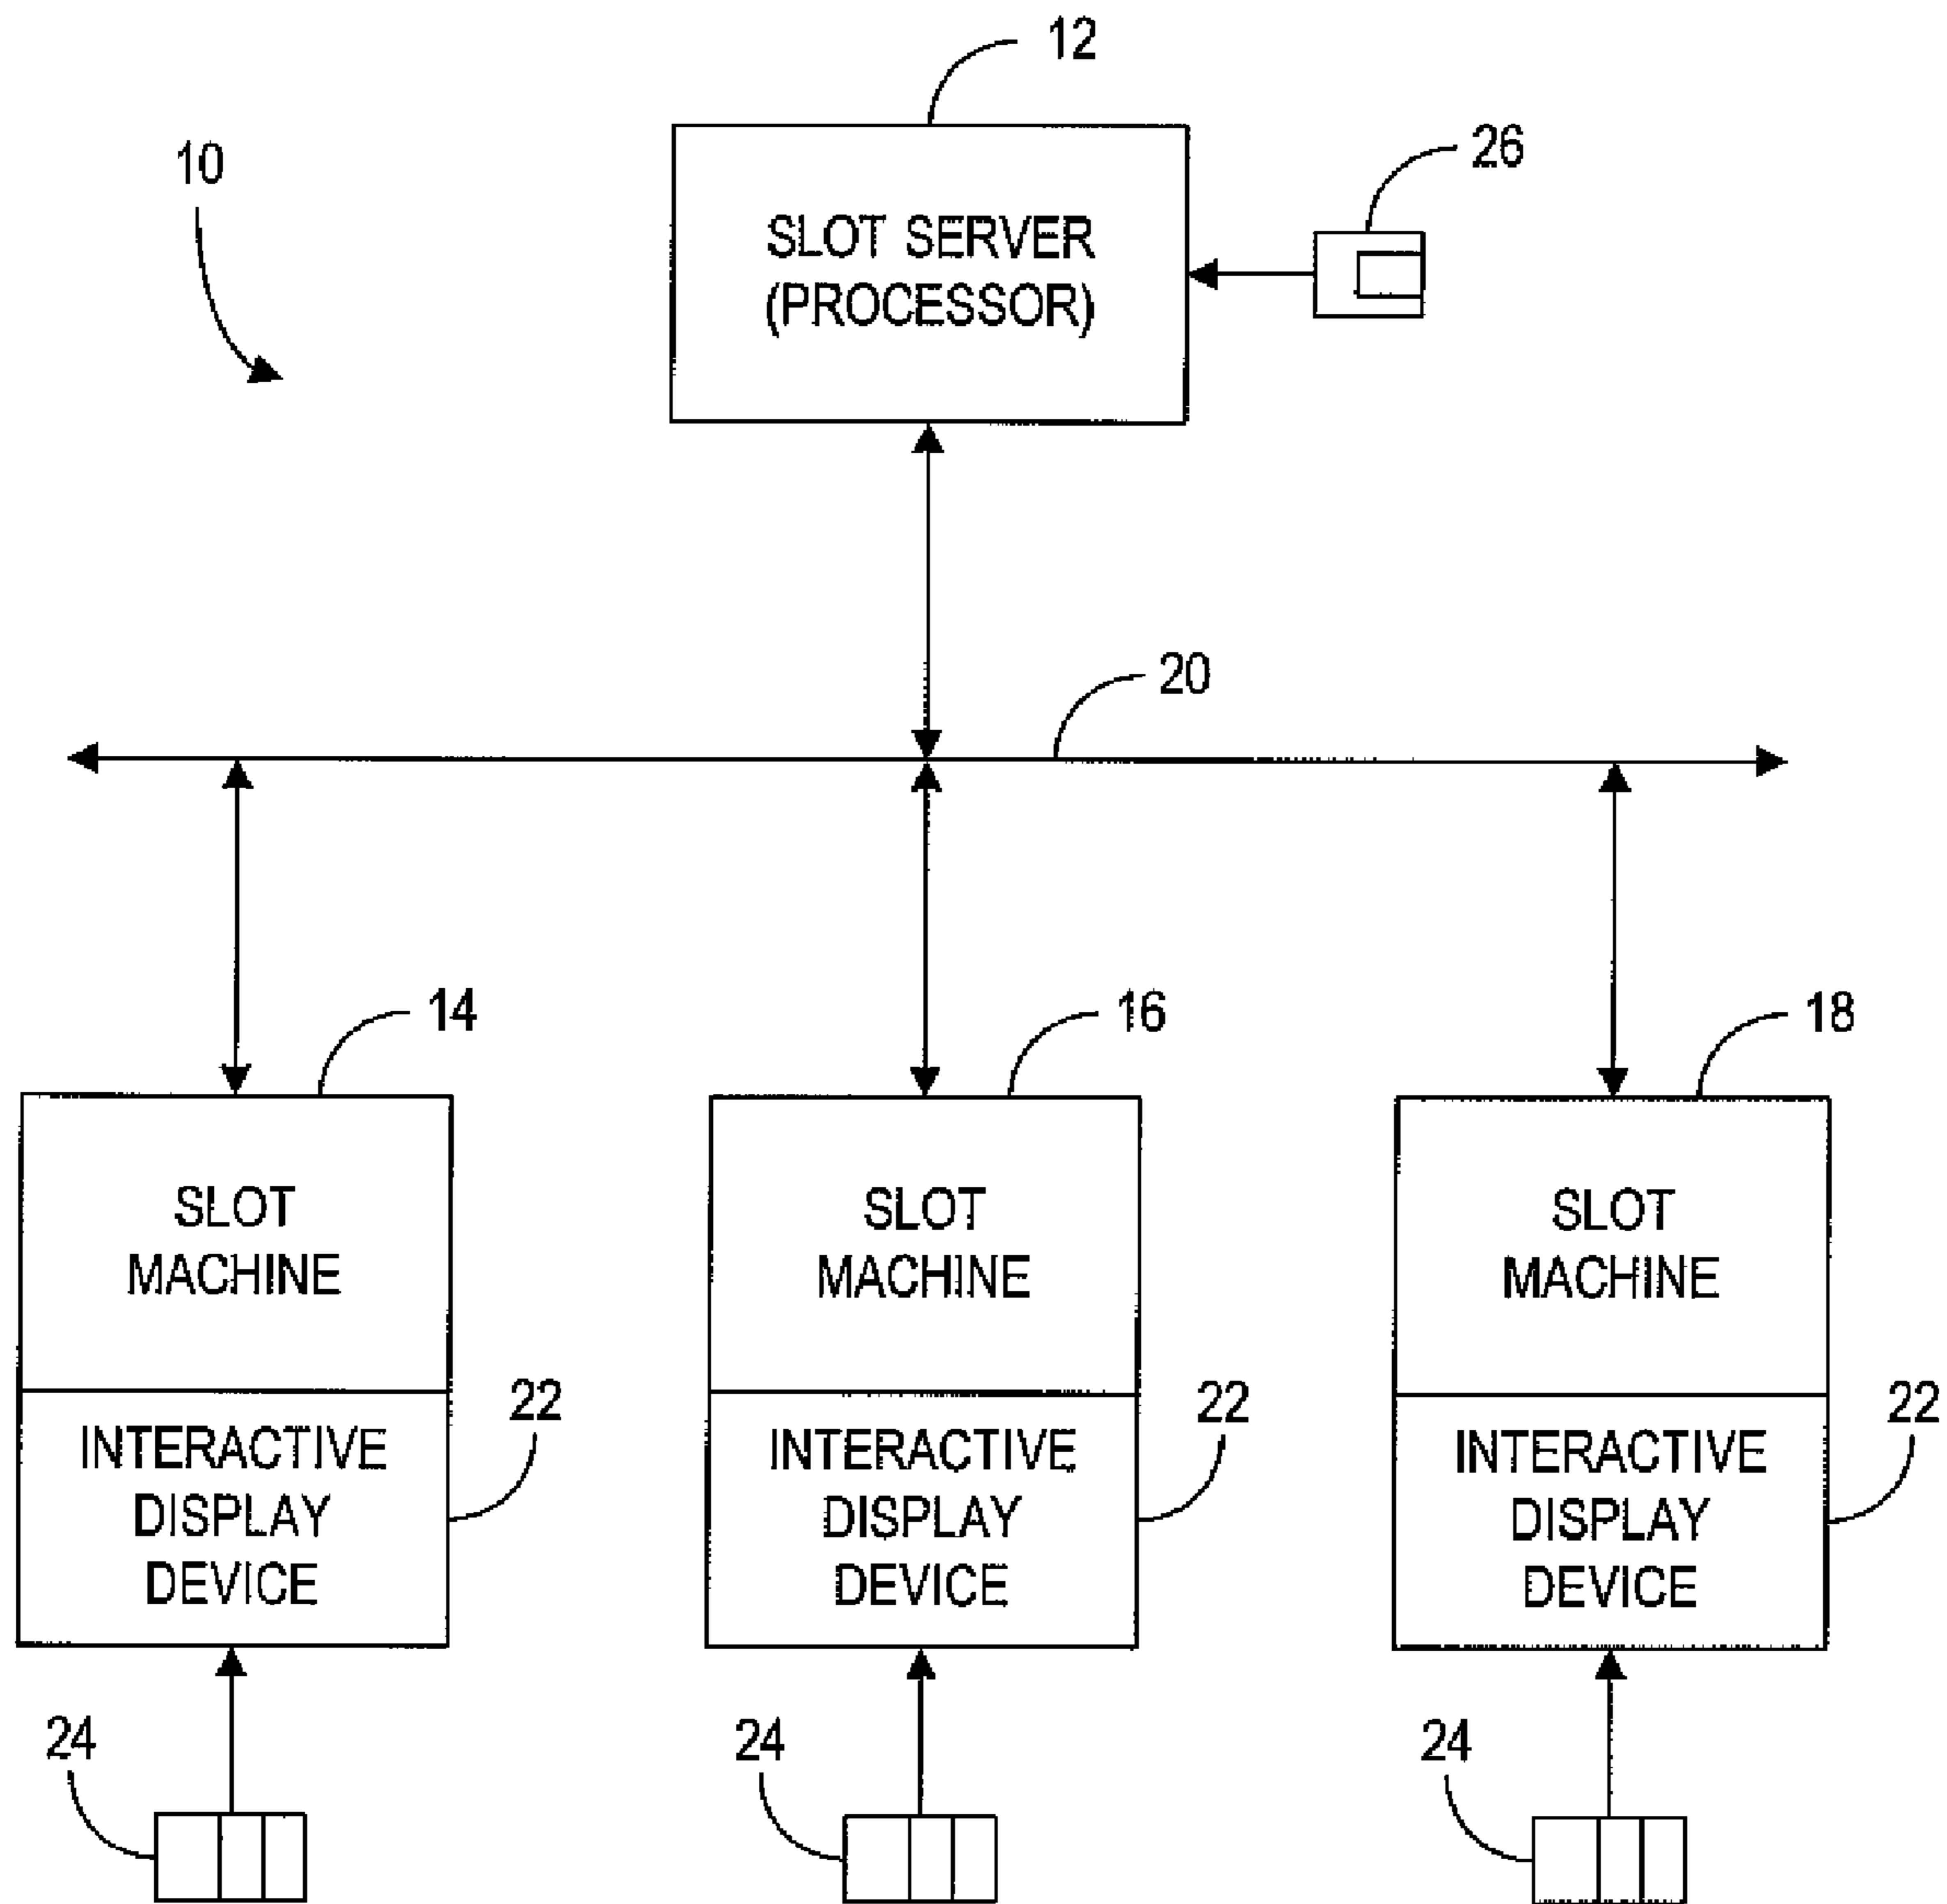 12
10
26
SLOT SERVER
(PROCESSOR)
20
14
16
18
SLOT
MACHINE
SLOT
MACHINE
SLOT
MACHINE
22
22
22
INTERACTIVE
DISPLAY
DEVICE
INTERACTIVE
DISPLAY
DEVICE
INTERACTIVE
DISPLAY
DEVICE
24
24
24